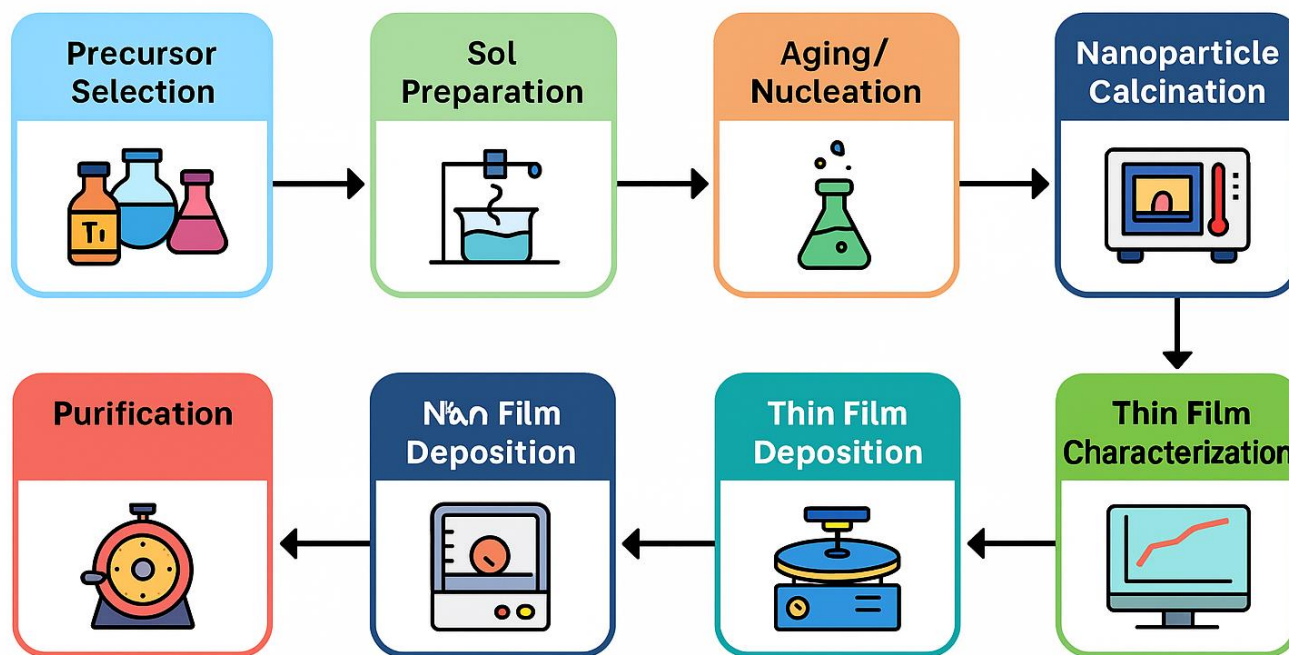 Precursor
Selection
Ti
Sol
Preparation
Aging/
Nucleation
Nanoparticle
Calcination
Purification
Film
Deposition
Thin Film
Deposition
Thin Film
Characterization